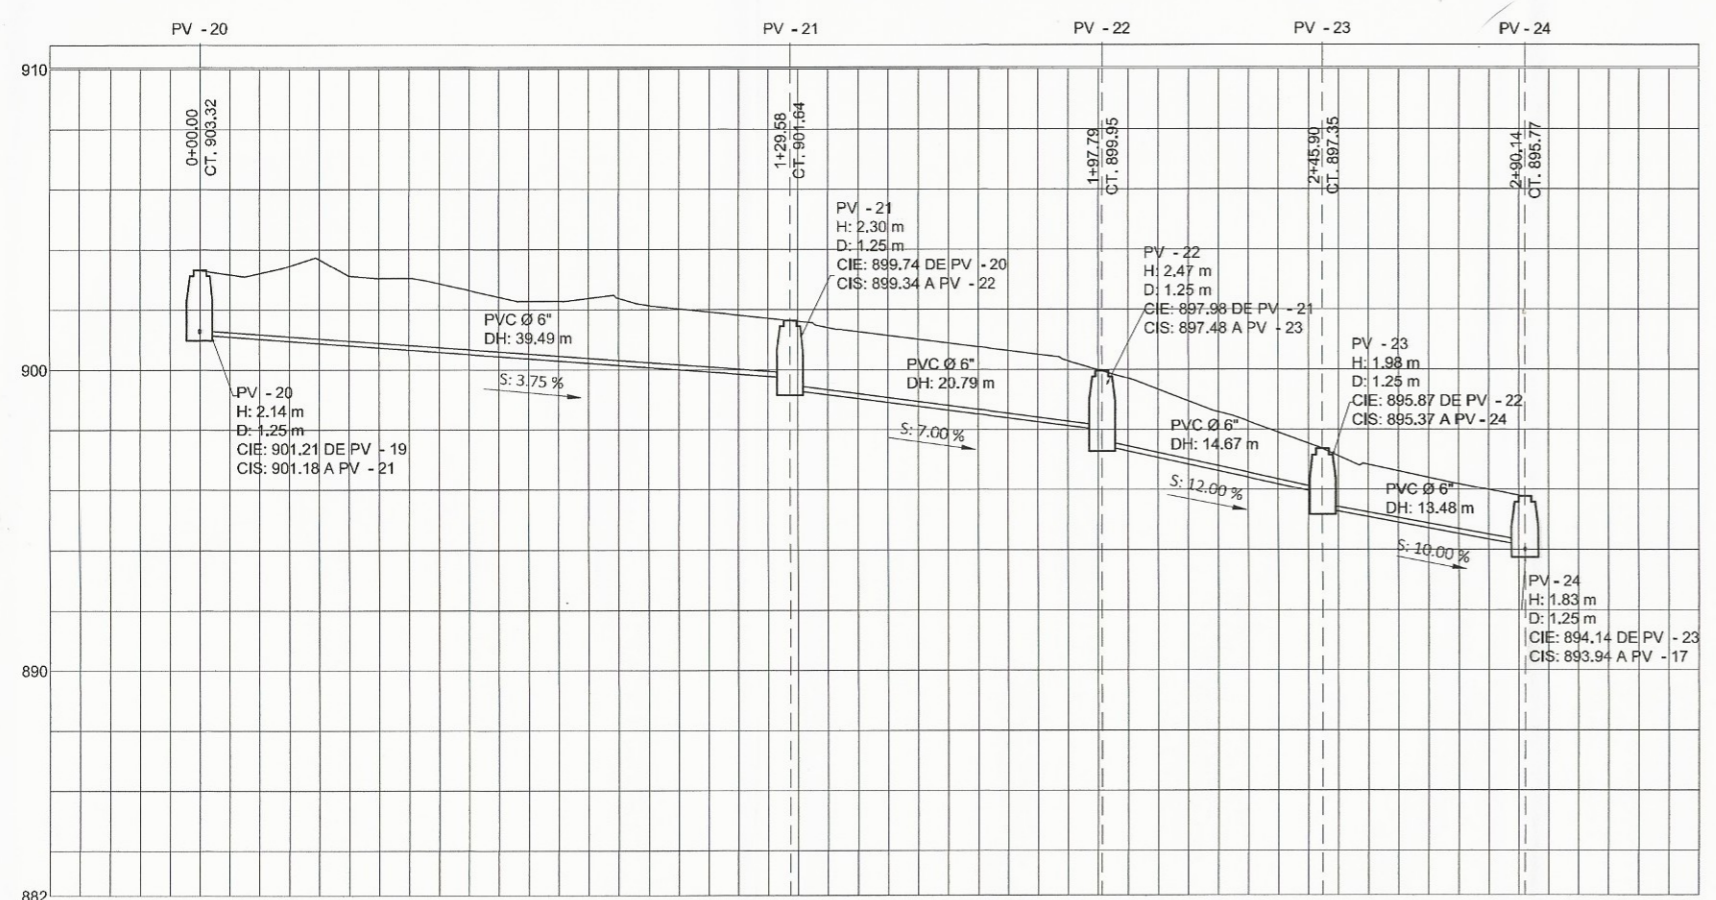 PV - 20
PV - 21
PV - 22
PV - 23
PV - 24
910
900
890
882
0+00.00
CT. 903.32
1+29.58
CT. 901.64
1+97.79
CT. 899.95
2+45.90
CT. 897.35
2+90.14
CT. 895.77
PV - 20
H: 2.14 m
D: 1.25 m
CIE: 901.21 DE PV - 19
CIS: 901.18 A PV - 21
PVC Ø 6"
DH: 39.49 m
S: 3.75 %
PV - 21
H: 2.30 m
D: 1.25 m
CIE: 899.74 DE PV - 20
CIS: 899.34 A PV - 22
PVC Ø 6"
DH: 20.79 m
S: 7.00 %
PV - 22
H: 2.47 m
D: 1.25 m
CIE: 897.98 DE PV - 21
CIS: 897.48 A PV - 23
PVC Ø 6"
DH: 14.67 m
S: 12.00 %
PV - 23
H: 1.98 m
D: 1.25 m
CIE: 895.87 DE PV - 22
CIS: 895.37 A PV - 24
PVC Ø 6"
DH: 13.48 m
S: 10.00 %
PV - 24
H: 1.83 m
D: 1.25 m
CIE: 894.14 DE PV - 23
CIS: 893.94 A PV - 17